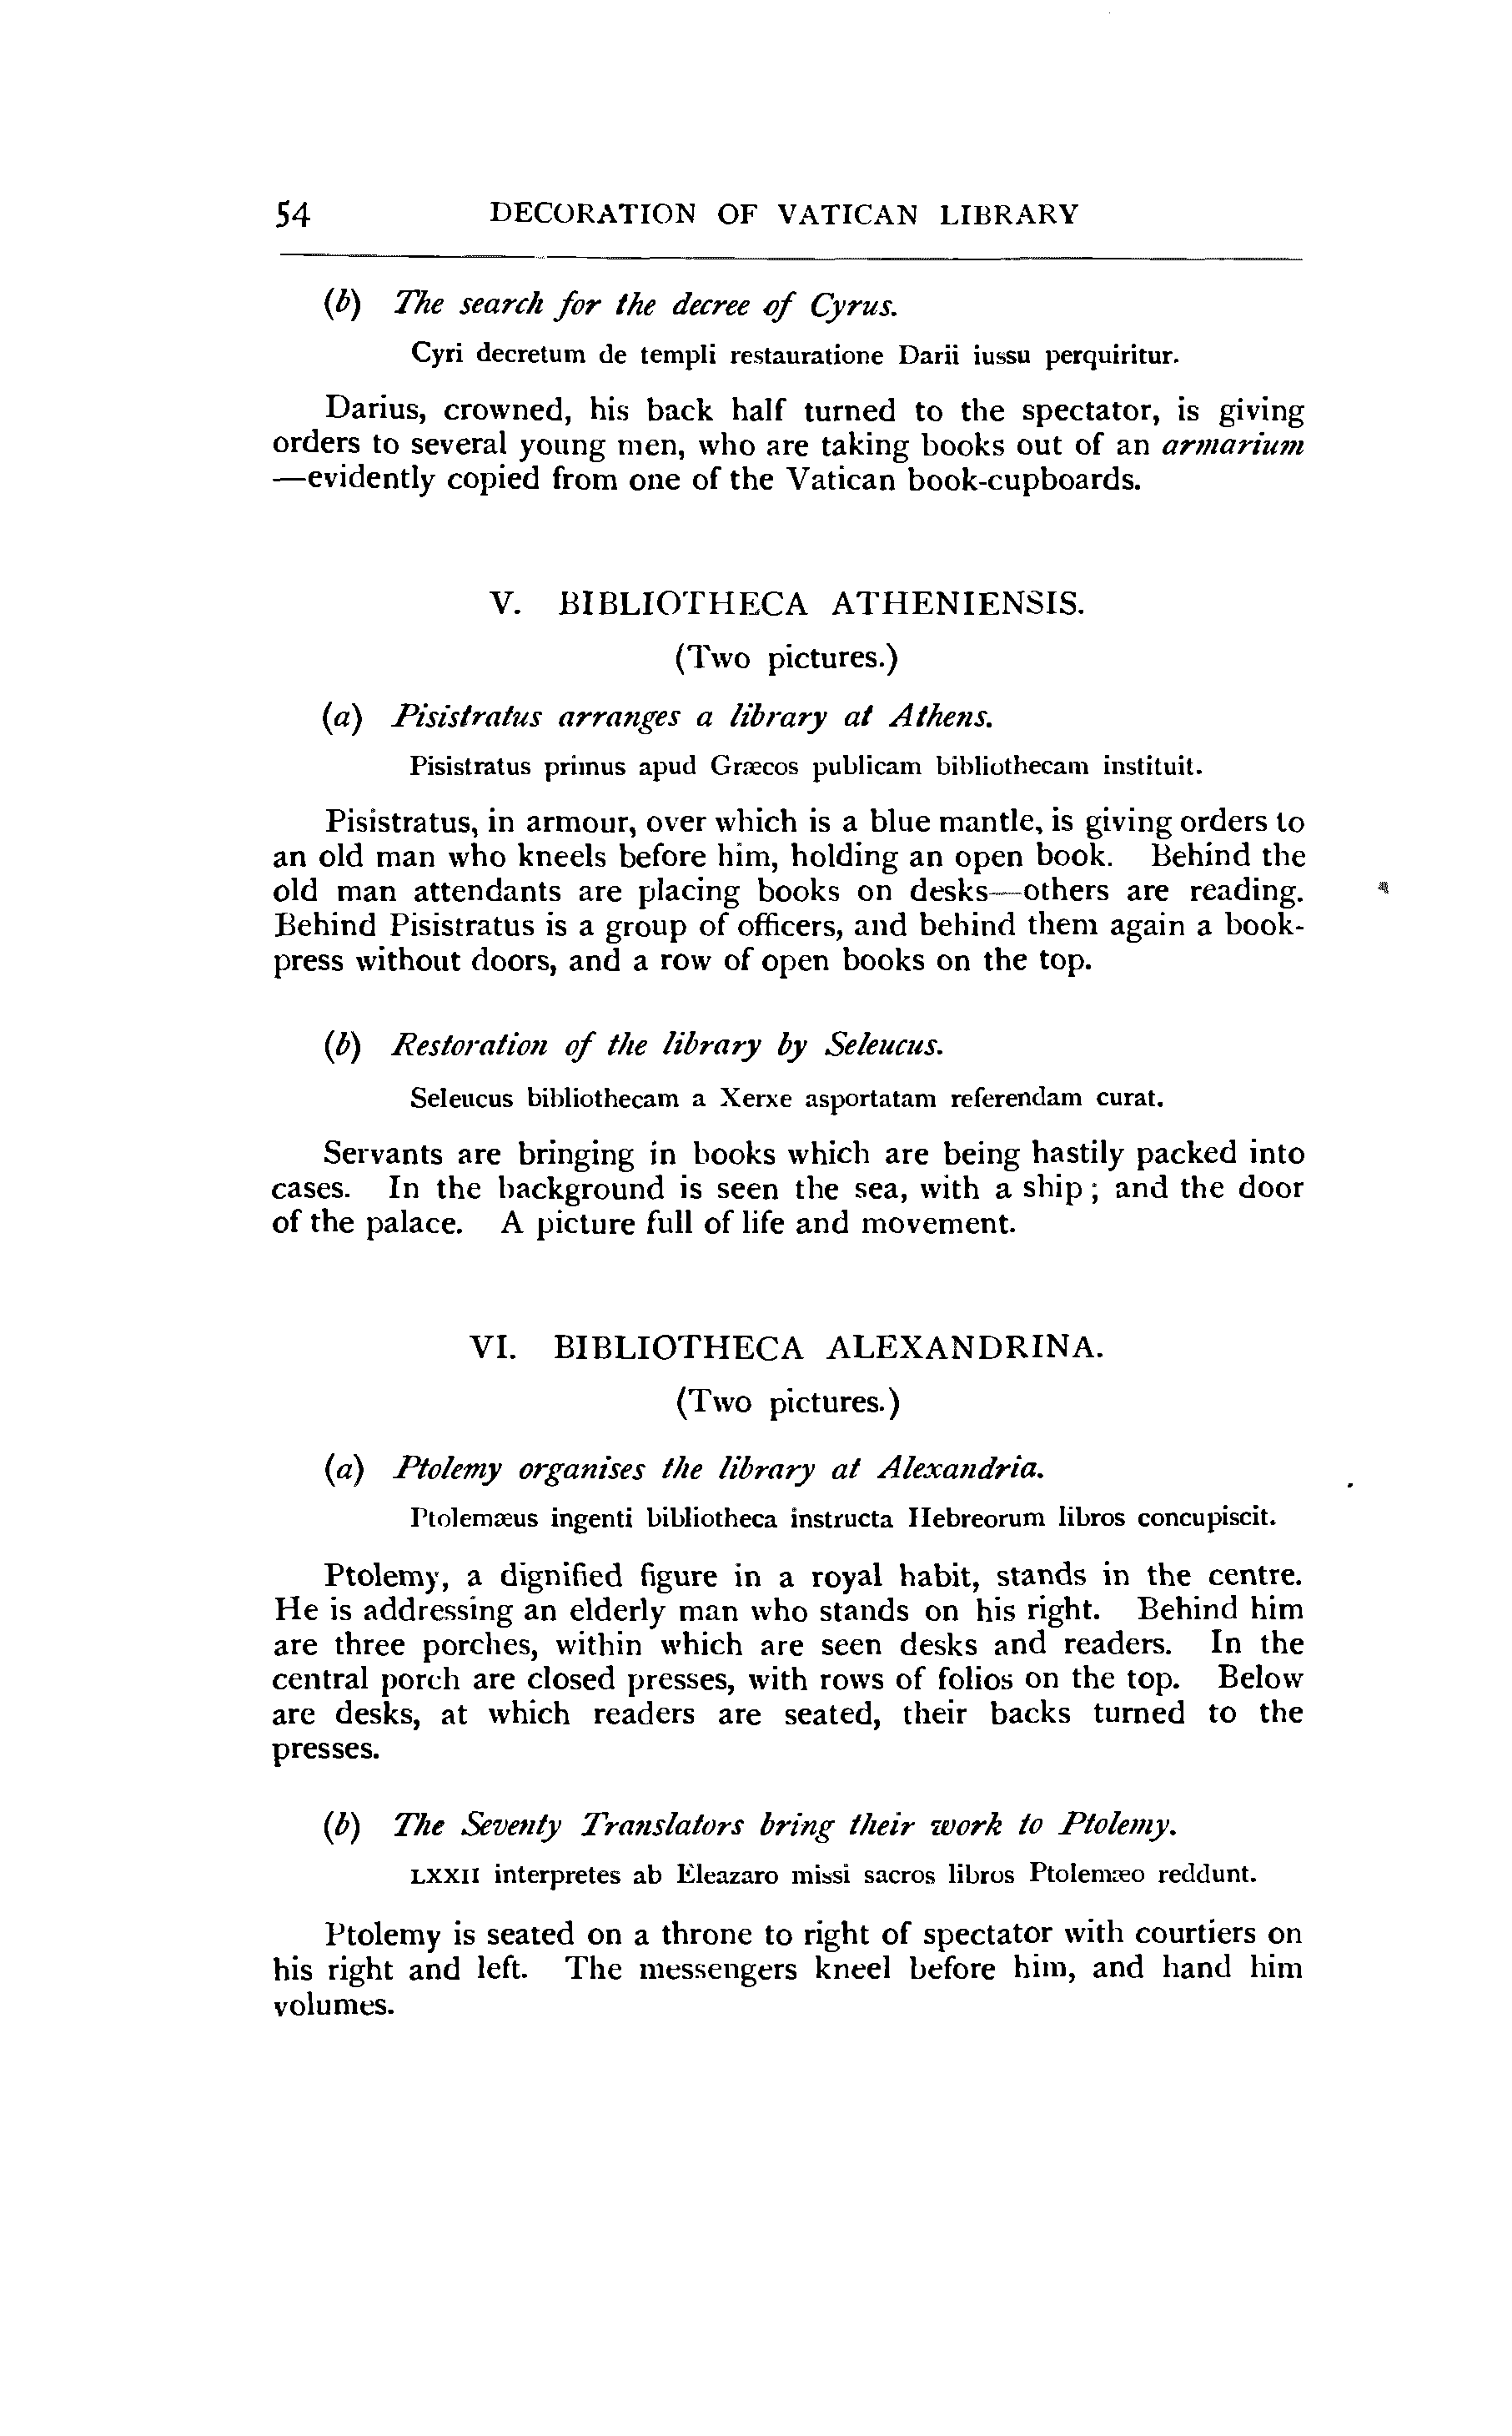 54 DECORATION OF VATICAN LIBRARY
(b) The search for the decree of Cyrus.
Cyri decretum de templi restauratione Darii iussu perquiritur.
Darius, crowned, his back half turned to the spectator, is giving
orders to several young men, who are taking books out of an armarium
—evidently copied from one of the Vatican book-cupboards.
V. BIBLIOTHECA ATHENIENSIS.
(Two pictures.)
(a) Pisistratus arranges a library at Athens.
Pisistratus primus apud Græcos publicam bibliothecam instituit.
Pisistratus, in armour, over which is a blue mantle, is giving orders to
an old man who kneels before him, holding an open book. Behind the
old man attendants are placing books on desks—others are reading.
Behind Pisistratus is a group of officers, and behind them again a book-
press without doors, and a row of open books on the top.
(b) Restoration of the library by Seleucus.
Seleucus bibliothecam a Xerxe asportatam referendam curat.
Servants are bringing in books which are being hastily packed into
cases. In the background is seen the sea, with a ship; and the door
of the palace. A picture full of life and movement.
VI. BIBLIOTHECA ALEXANDRINA.
(Two pictures.)
(a) Ptolemy organises the library at Alexandria.
Ptolemæus ingenti bibliotheca instructa Hebreorum libros concupiscit.
Ptolemy, a dignified figure in a royal habit, stands in the centre.
He is addressing an elderly man who stands on his right. Behind him
are three porches, within which are seen desks and readers. In the
central porch are closed presses, with rows of folios on the top. Below
are desks, at which readers are seated, their backs turned to the
presses.
(b) The Seventy Translators bring their work to Ptolemy.
LXXII interpretes ab Eleazaro missi sacros libros Ptolemæo reddunt.
Ptolemy is seated on a throne to right of spectator with courtiers on
his right and left. The messengers kneel before him, and hand him
volumes.